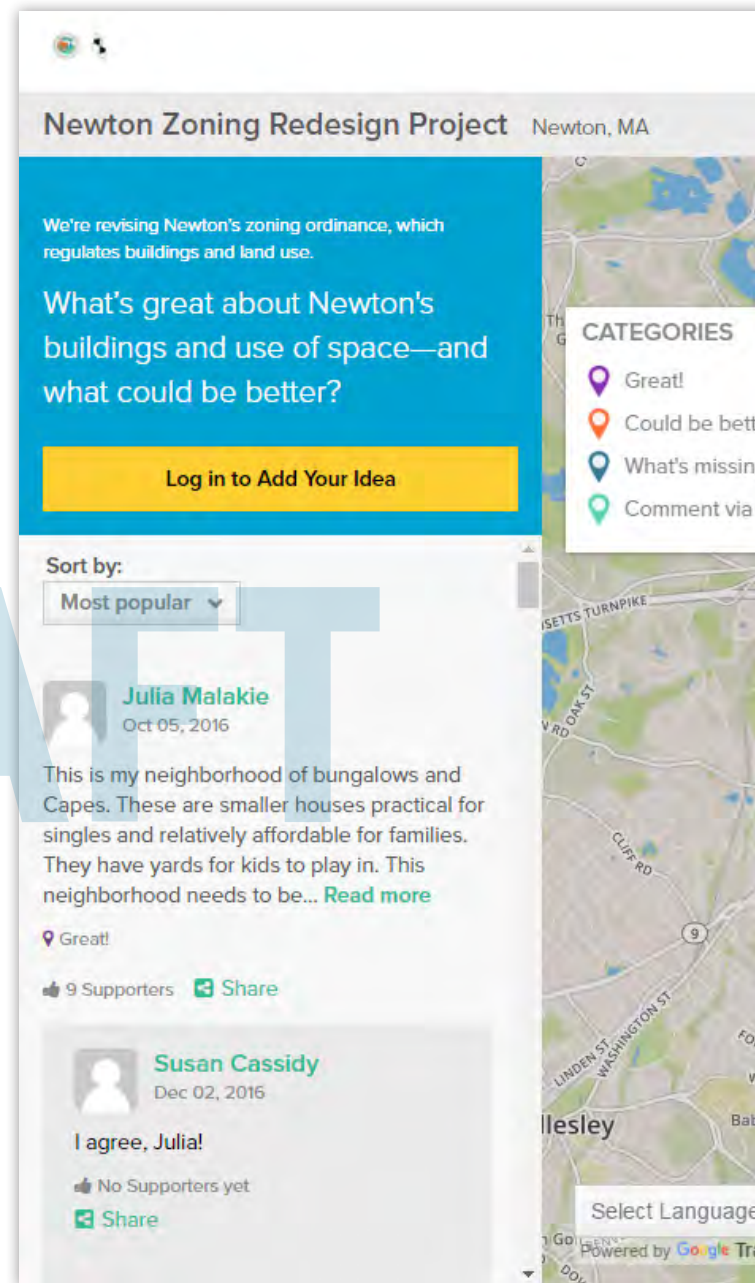 Newton Zoning Redesign Project Newton, MA
We're revising Newton's zoning ordinance, which
regulates buildings and land use.
What's great about Newton's
buildings and use of space—and
what could be better?
Log in to Add Your Idea
CATEGORIES
Great!
Could be bett
What's missin
Comment via
Sort by:
Most popular
Julia Malakie
Oct 05, 2016
This is my neighborhood of bungalows and
Capes. These are smaller houses practical for
singles and relatively affordable for families.
They have yards for kids to play in. This
neighborhood needs to be... Read more
Great!
9 Supporters Share
Susan Cassidy
Dec 02, 2016
I agree, Julia!
No Supporters yet
Share
SETTS TURNPIKE
OAK ST
N RD
CLIFF RD
9
LINDEN ST
WASHINGTON ST
llesley
Bab
Select Language
Powered by Google Tra
AFT